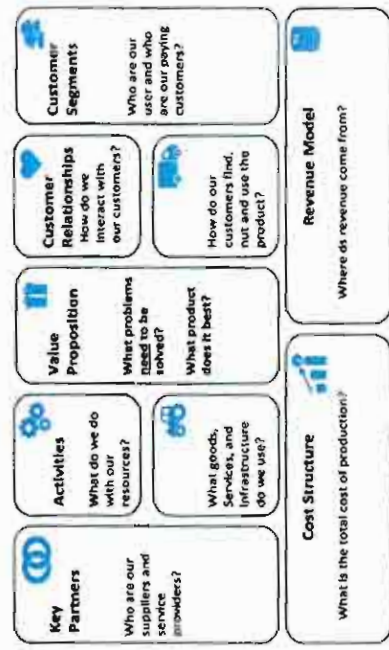 Key
Partners
Who are our
suppliers and
service
providers?
Activities
What do we do
with our
resources?
What goods,
Services, and
Infrastructure
do we use?
Value
Proposition
What problems
need to be
solved?
What product
does it best?
Customer
Relationships
How do we
interact with
our customers?
How do our
customers find,
nut and use the
product?
Customer
Segments
Who are our
user and who
are our paying
customers?
Cost Structure
What is the total cost of production?
Revenue Model
Where ds revenue come from?